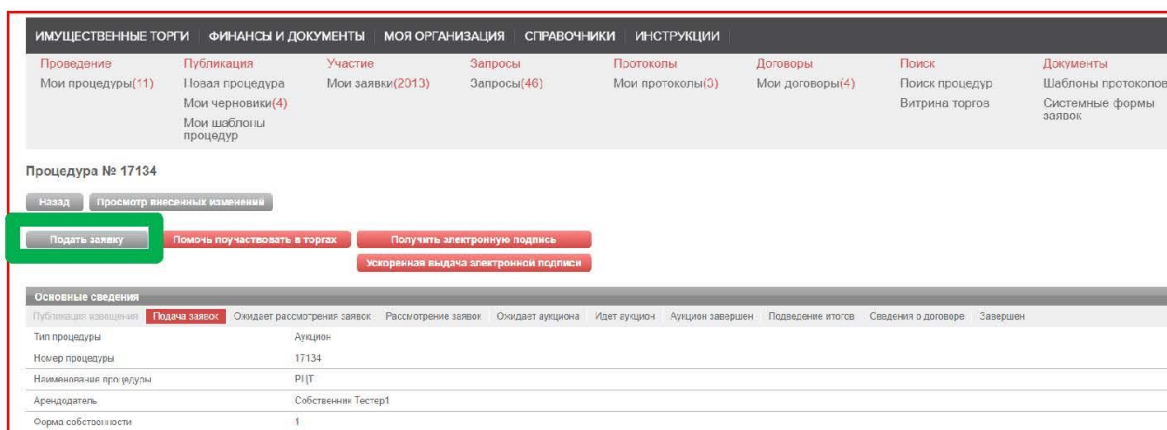 ИМУЩЕСТВЕННЫЕ ТОРГИ ФИНАНСЫ И ДОКУМЕНТЫ МОЯ ОРГАНИЗАЦИЯ СПРАВОЧНИКИ ИНСТРУКЦИИ
Проведение Публикация Участие Запросы Протоколы Договоры Поиск Документы
Мои процедуры(11) Новая процедура Мои заявки(2013) Запросы(46) Мои протоколы(3) Мои договоры(4) Поиск процедур Шаблоны протоколов
Мои черновики(4) Витрина торгов Системные формы
Мои шаблоны заявок
процедур
Процедура № 17134
Назад Просмотр внесенных изменений
Подать заявку Помочь поучаствовать в торгах Получить электронную подпись
Ускоренная выдача электронной подписи
Основные сведения
Публикация извещения Подача заявок Ожидает рассмотрения заявок Рассмотрение заявок Ожидает аукциона Идет аукцион Аукцион завершен Подведение итогов Сведения о договоре Завершен
Тип процедуры Аукцион
Номер процедуры 17134
Наименование процедуры РЦТ
Арендодатель Собственник Тестер1
Форма собственности 1